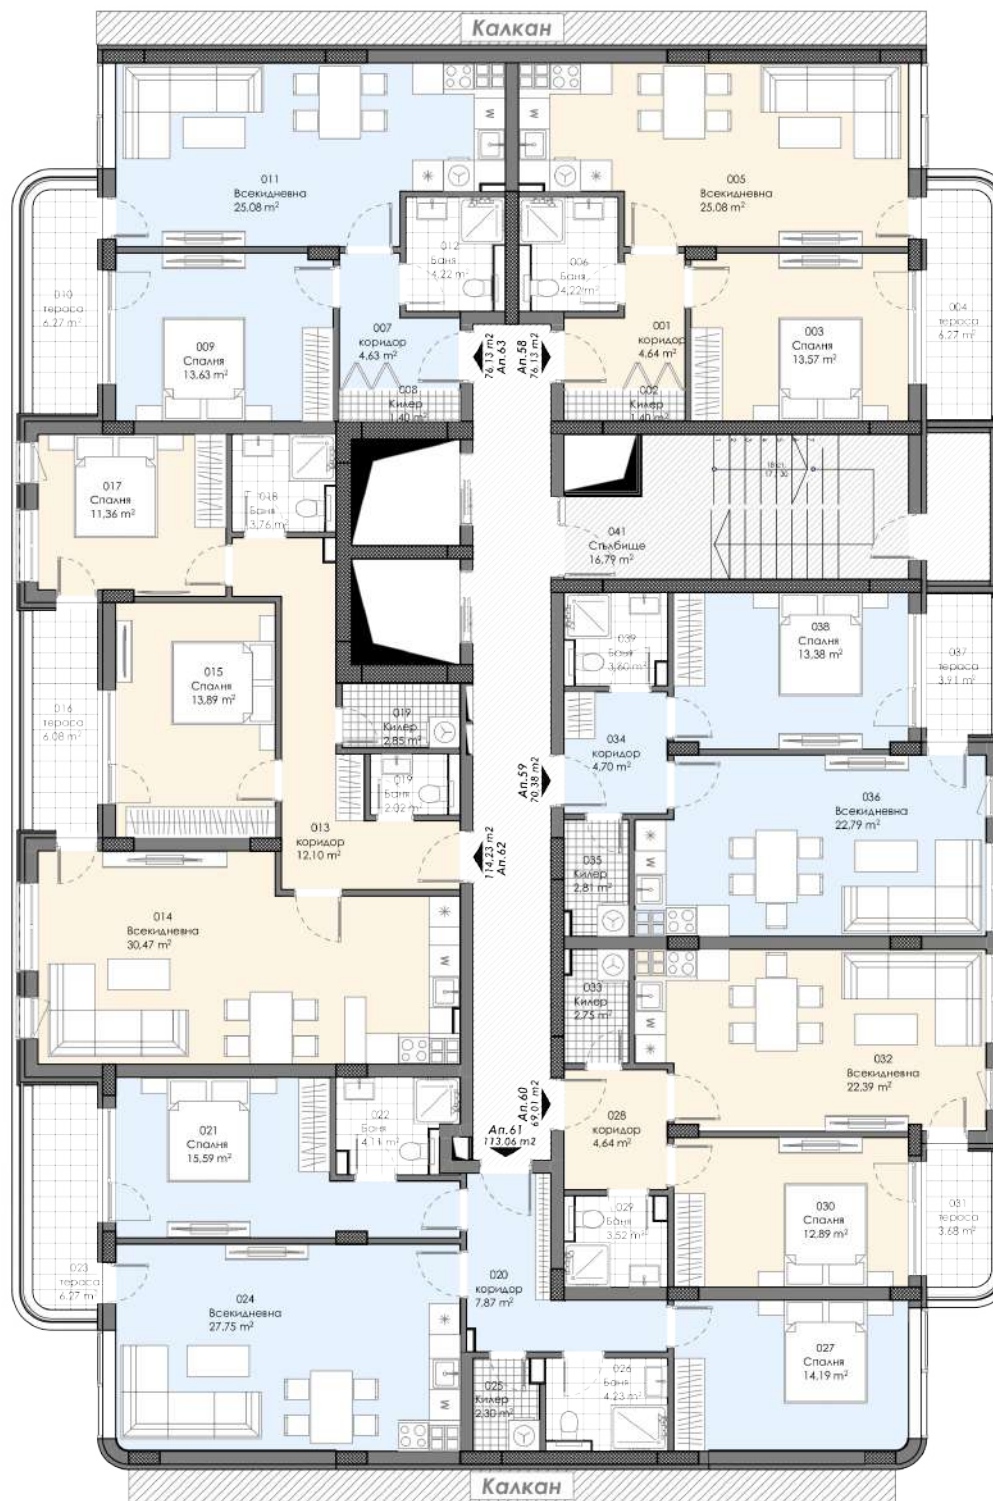 Калкан
011
Всекидневна
25,08 m²
005
Всекидневна
25,08 m²
012
Баня
4,22 m²
006
Баня
4,22 m²
010
тераса
6,27 m²
004
тераса
6,27 m²
009
Спалня
13,63 m²
007
коридор
4,63 m²
76,13 m2
Ап.63
Ап.58
76,13 m2
001
коридор
4,64 m²
003
Спалня
13,57 m²
008
Килер
1,40 m²
002
Килер
1,40 m²
017
Спалня
11,36 m²
018
Баня
3,76 m²
041
Стълбище
16,79 m²
039
Баня
3,60 m²
038
Спалня
13,38 m²
037
тераса
3,91 m²
015
Спалня
13,89 m²
016
тераса
6,08 m²
019
Килер
2,85 m²
034
коридор
4,70 m²
019
Баня
2,02 m²
Ап.59
70,38 m2
036
Всекидневна
22,79 m²
013
коридор
12,10 m²
114,23 m2
Ап.62
035
Килер
2,81 m²
014
Всекидневна
30,47 m²
033
Килер
2,75 m²
032
Всекидневна
22,39 m²
Ап.60
69,01 m2
021
Спалня
15,59 m²
022
Баня
4,11 m²
Ап.61
113,06 m2
028
коридор
4,64 m²
029
Баня
3,52 m²
030
Спалня
12,89 m²
031
тераса
3,68 m²
023
тераса
6,27 m²
024
Всекидневна
27,75 m²
020
коридор
7,87 m²
027
Спалня
14,19 m²
025
Килер
2,30 m²
026
Баня
4,23 m²
Калкан